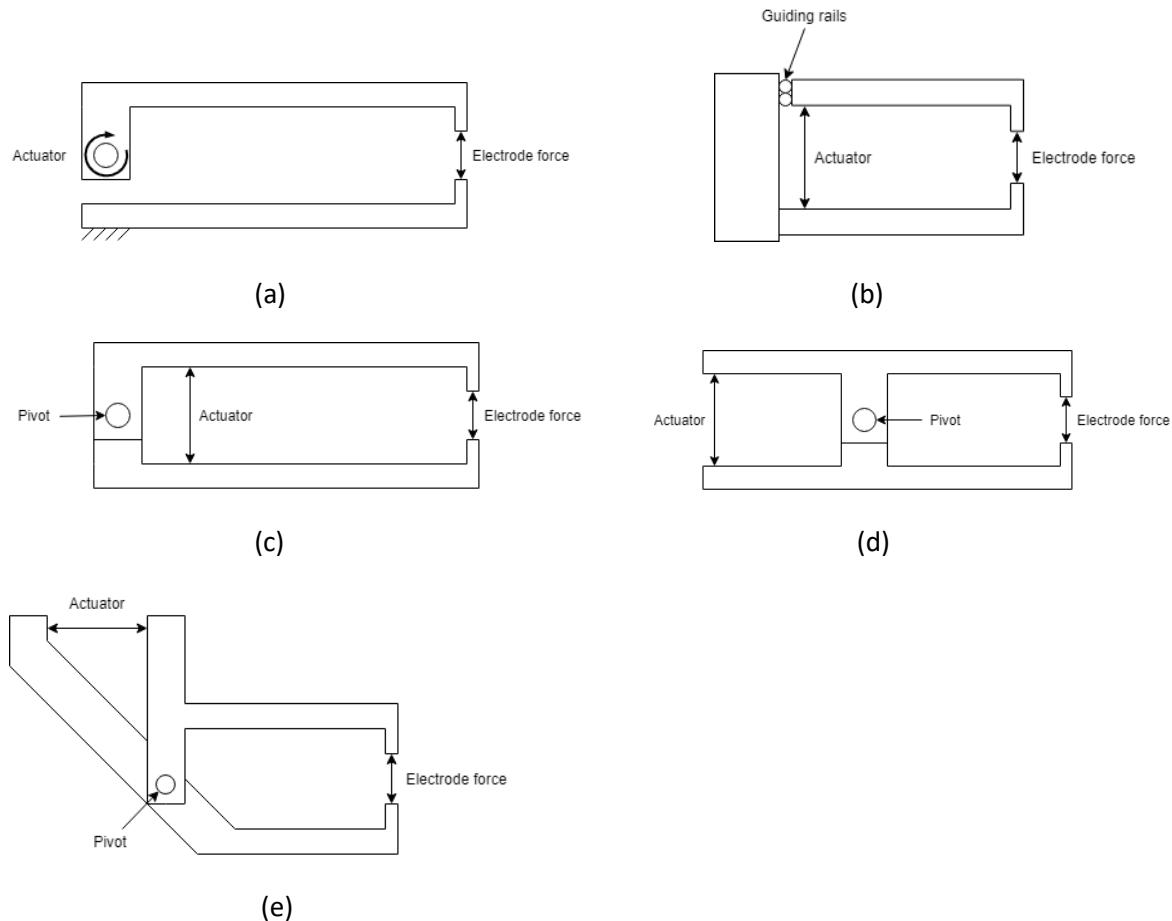 Actuator
Electrode force
(a)
Guiding rails
Actuator
Electrode force
(b)
Pivot
Actuator
Electrode force
(c)
Actuator
Pivot
Electrode force
(d)
Actuator
Electrode force
Pivot
(e)